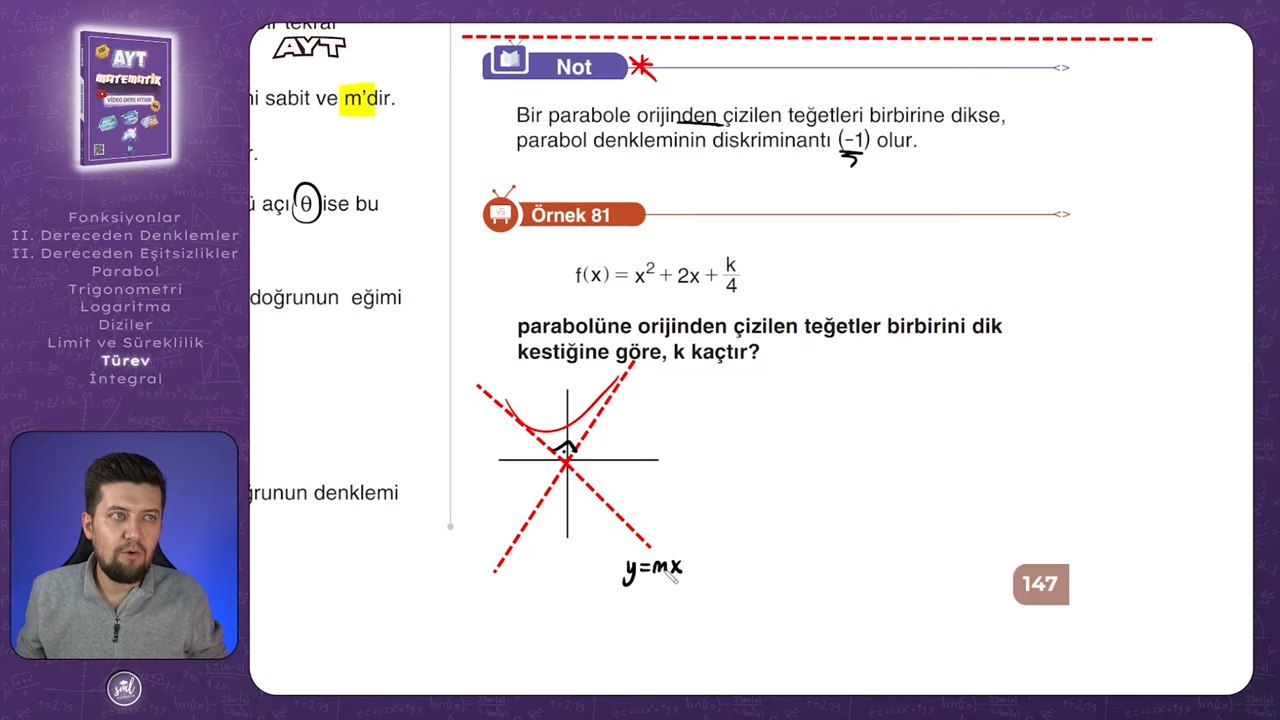 bir tekrar
AYT
ni sabit ve m'dir.
r.
ü açı θ ise bu
doğrunun eğimi
ğrunun denklemi
AYT
MATEMATİK
VİDEO DERS KİTABI
Fonksiyonlar
II. Dereceden Denklemler
II. Dereceden Eşitsizlikler
Parabol
Trigonometri
Logaritma
Diziler
Limit ve Süreklilik
Türev
İntegral
sml
Not
Bir parabole orijinden çizilen teğetleri birbirine dikse,
parabol denkleminin diskriminantı (–1) olur.
Örnek 81
f(x) = x² + 2x + k/4
parabolüne orijinden çizilen teğetler birbirini dik
kestiğine göre, k kaçtır?
y=mx
147